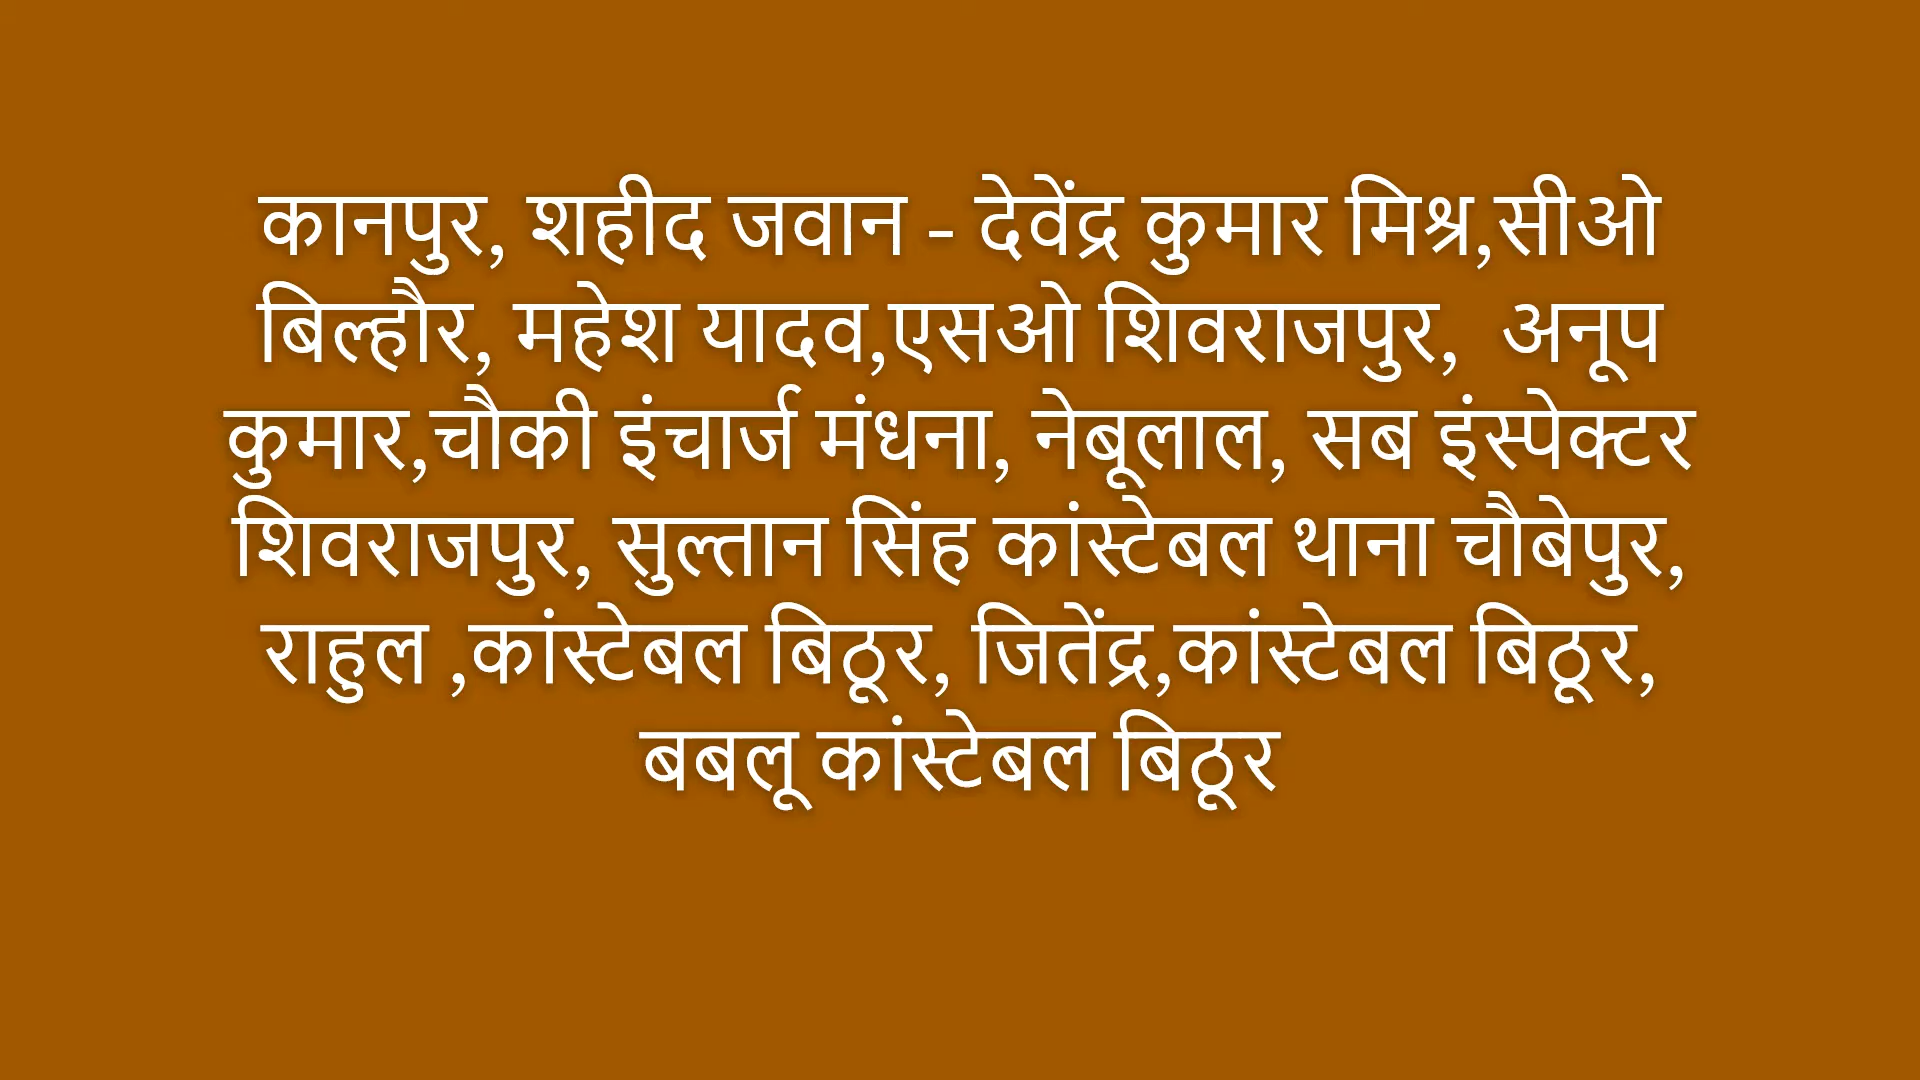 कानपुर, शहीद जवान - देवेंद्र कुमार मिश्र,सीओ
बिल्हौर, महेश यादव,एसओ शिवराजपुर,  अनूप
कुमार,चौकी इंचार्ज मंधना, नेबूलाल, सब इंस्पेक्टर
शिवराजपुर, सुल्तान सिंह कांस्टेबल थाना चौबेपुर,
राहुल ,कांस्टेबल बिठूर, जितेंद्र,कांस्टेबल बिठूर,
बबलू कांस्टेबल बिठूर